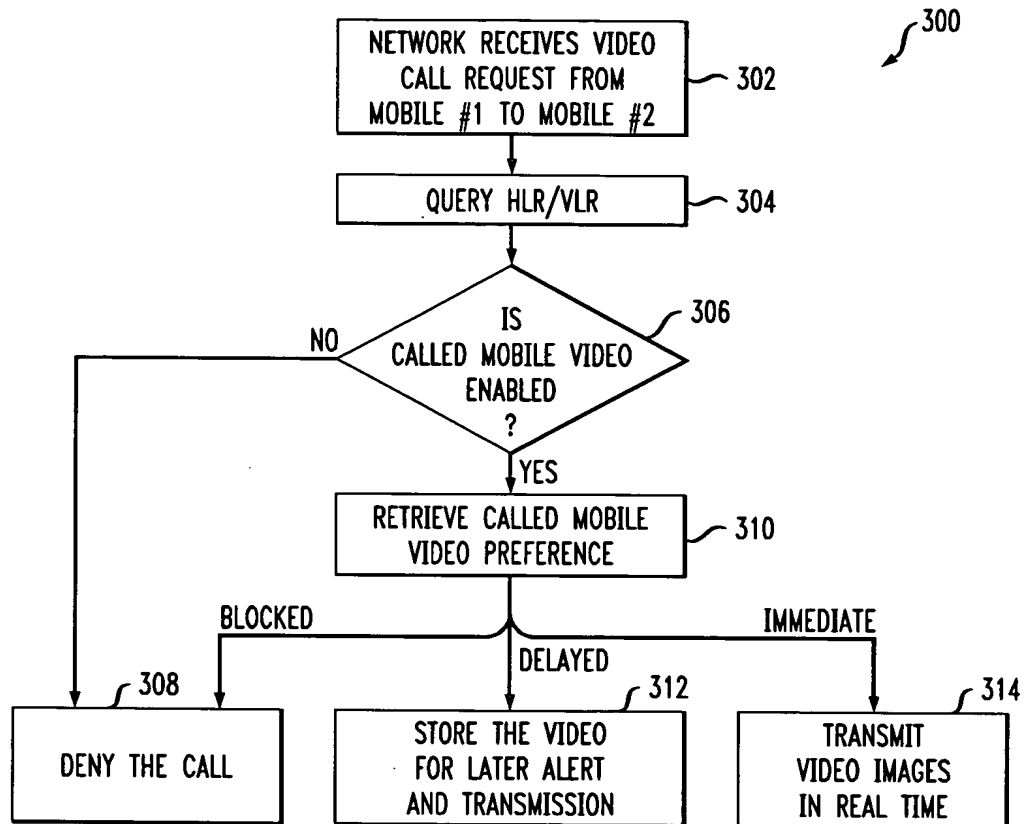 300
NETWORK RECEIVES VIDEO
CALL REQUEST FROM
MOBILE #1 TO MOBILE #2
302
QUERY HLR/VLR
304
IS
CALLED MOBILE VIDEO
ENABLED
?
306
NO
YES
RETRIEVE CALLED MOBILE
VIDEO PREFERENCE
310
BLOCKED
DELAYED
IMMEDIATE
308
DENY THE CALL
312
STORE THE VIDEO
FOR LATER ALERT
AND TRANSMISSION
314
TRANSMIT
VIDEO IMAGES
IN REAL TIME